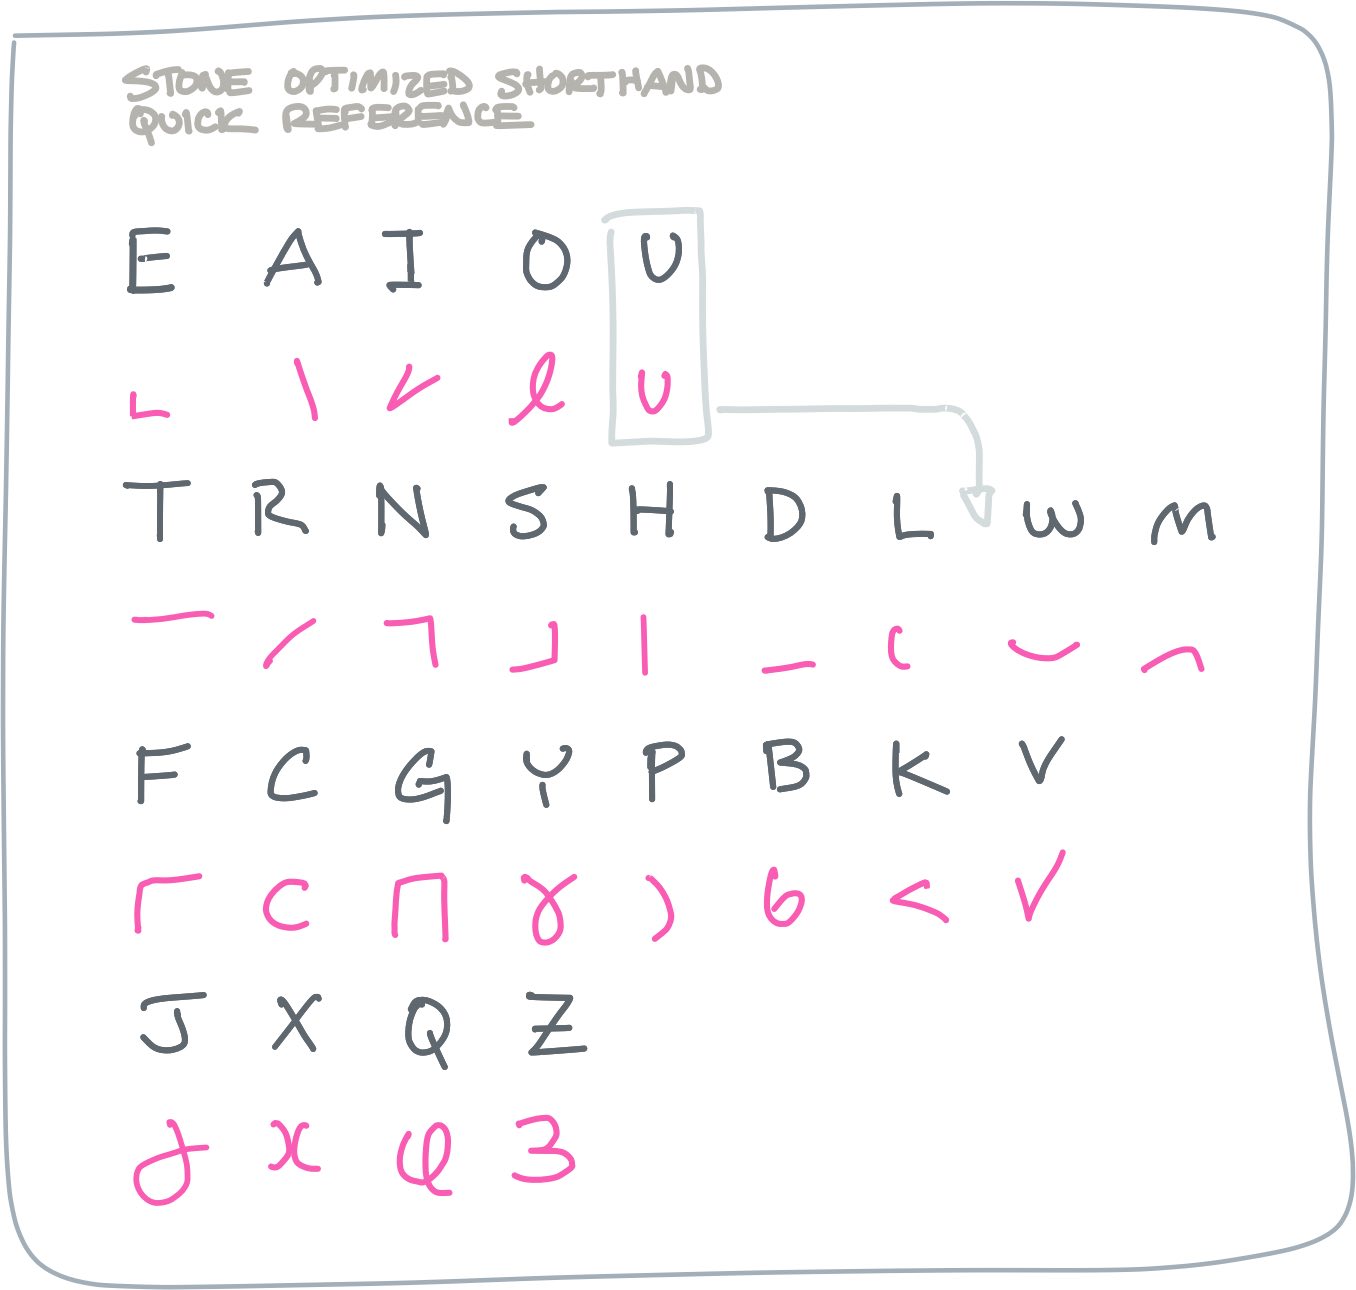 STONE OPTIMIZED SHORTHAND
QUICK REFERENCE
E A I O U
T R N S H D L W M
F C G Y P B K V
J X Q Z